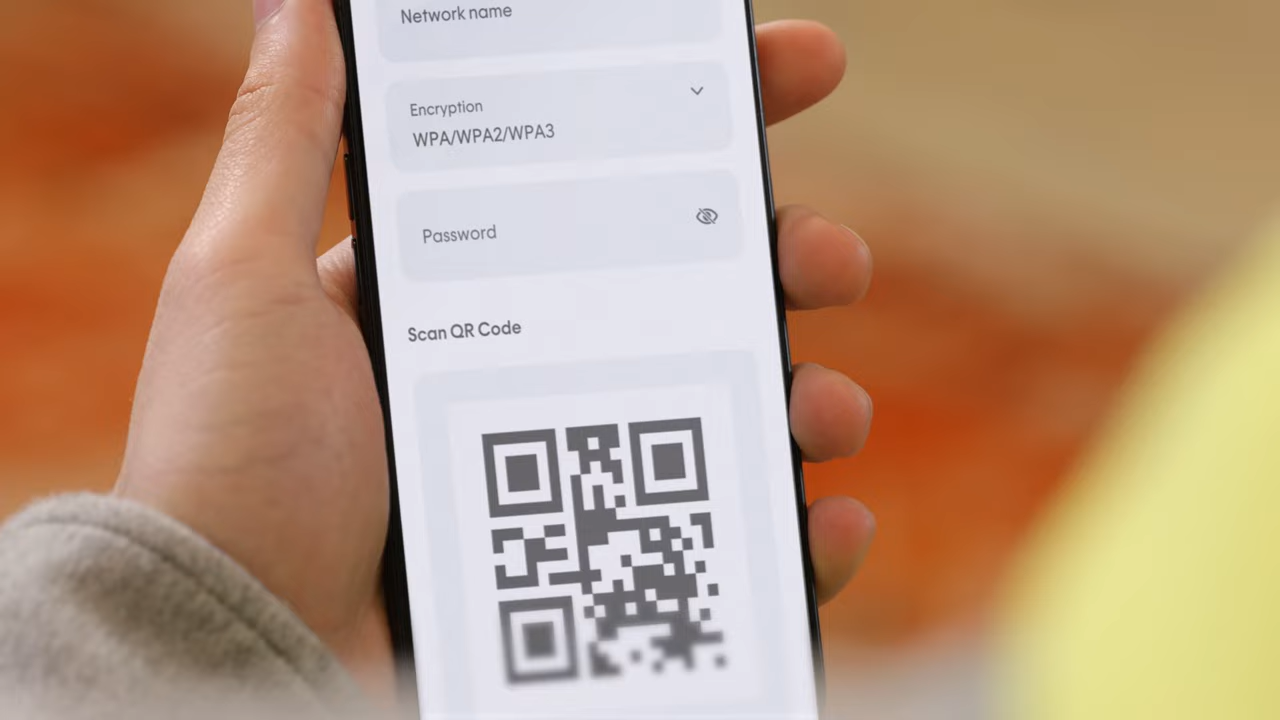 Network name
Encryption
WPA/WPA2/WPA3
Password
Scan QR Code